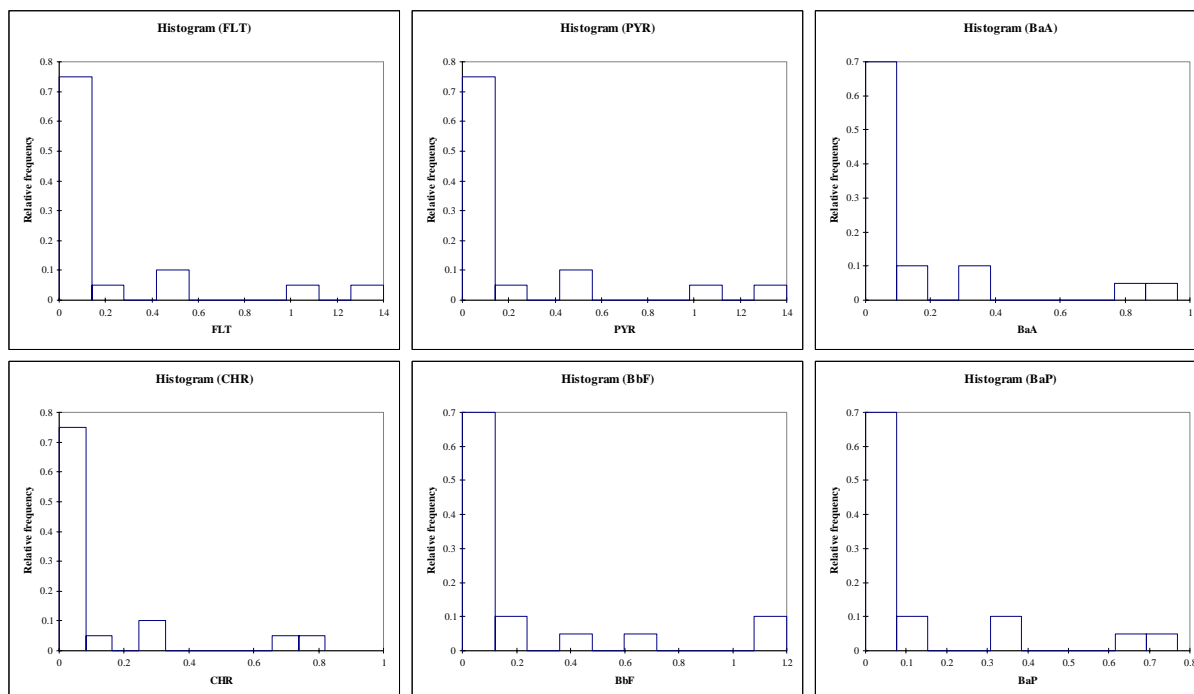 Histogram (FLT)
0.8
0.7
0.6
0.5
0.4
0.3
0.2
0.1
0
Relative frequency
0 0.2 0.4 0.6 0.8 1 1.2 1.4
FLT
Histogram (PYR)
0.8
0.7
0.6
0.5
0.4
0.3
0.2
0.1
0
Relative frequency
0 0.2 0.4 0.6 0.8 1 1.2 1.4
PYR
Histogram (BaA)
0.7
0.6
0.5
0.4
0.3
0.2
0.1
0
Relative frequency
0 0.2 0.4 0.6 0.8 1
BaA
Histogram (CHR)
0.8
0.7
0.6
0.5
0.4
0.3
0.2
0.1
0
Relative frequency
0 0.2 0.4 0.6 0.8 1
CHR
Histogram (BbF)
0.7
0.6
0.5
0.4
0.3
0.2
0.1
0
Relative frequency
0 0.2 0.4 0.6 0.8 1 1.2
BbF
Histogram (BaP)
0.7
0.6
0.5
0.4
0.3
0.2
0.1
0
Relative frequency
0 0.1 0.2 0.3 0.4 0.5 0.6 0.7 0.8
BaP